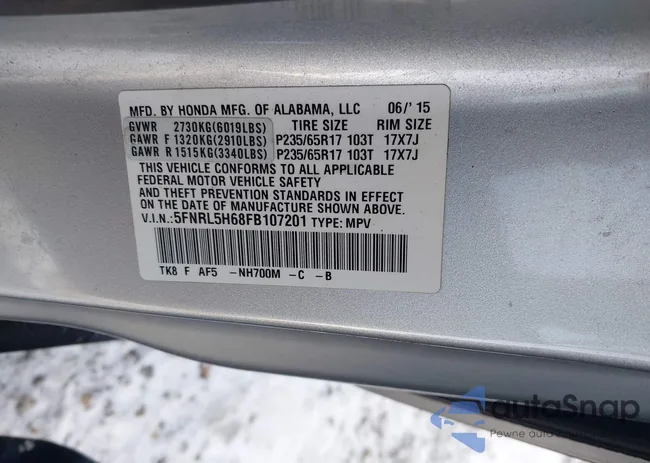 MFD. BY HONDA MFG. OF ALABAMA, LLC 06/'15
GVWR 2730KG(6019LBS) TIRE SIZE RIM SIZE
GAWR F 1320KG(2910LBS) P235/65R17 103T 17X7J
GAWR R 1515KG(3340LBS) P235/65R17 103T 17X7J
THIS VEHICLE CONFORMS TO ALL APPLICABLE
FEDERAL MOTOR VEHICLE SAFETY
AND THEFT PREVENTION STANDARDS IN EFFECT
ON THE DATE OF MANUFACTURE SHOWN ABOVE.
V.I.N.: 5FNRL5H68FB107201 TYPE: MPV
TK8 F AF5 -NH700M -C -B
autoSnap
Pewne auto